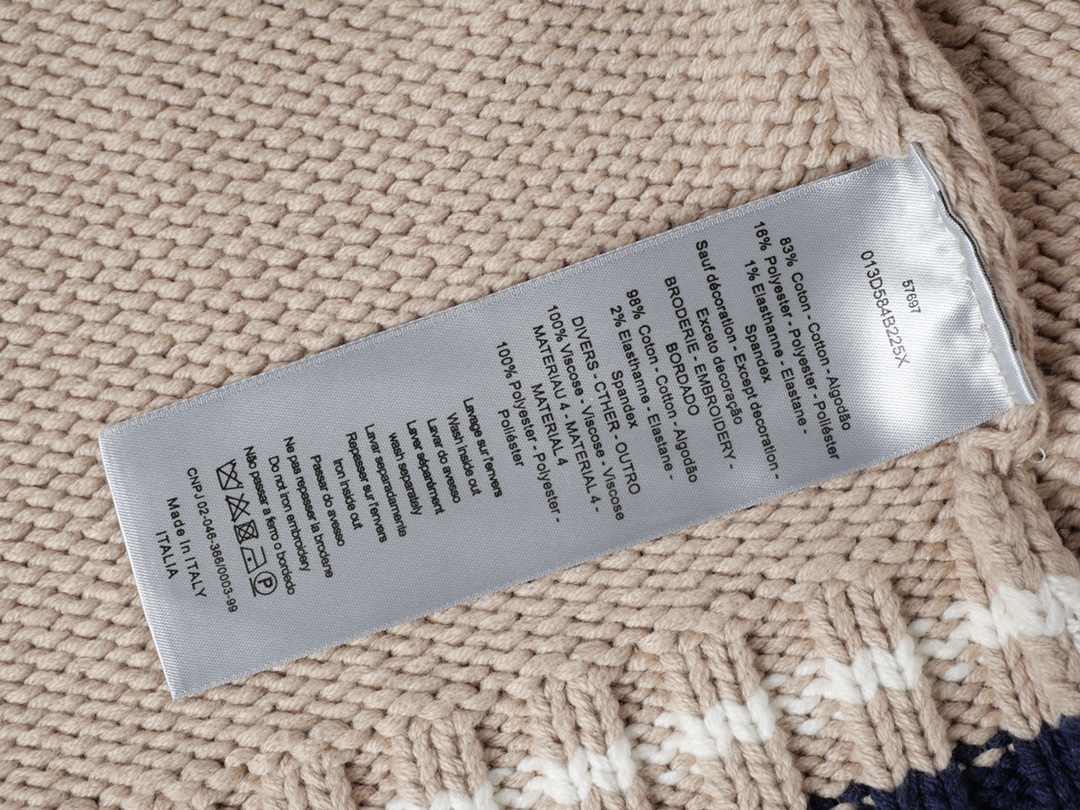 57697
013D584B225X
83% Coton - Cotton - Algodão
16% Polyester - Polyester - Poliéster
1% Elasthanne - Elastane -
Spandex
Sauf décoration - Except decoration -
Exceto decoração
BRODERIE - EMBROIDERY -
BORDADO
98% Coton - Cotton - Algodão
2% Elasthanne - Elastane -
Spandex
DIVERS - CTHER - OUTRO
100% Viscose - Viscose - Viscose
MATERIAU 4 - MATERIAL 4 -
MATERIAL 4
100% Polyester - Polyester -
Poliéster
Lavage sur l'envers
Wash inside out
Lavar do avesso
Laver séparement
wash separately
Lavar separadamente
Repasser sur l'envers
Iron inside out
Passar do avesso
Ne pas repasser la broderie
Do not iron embroidery
Não passar a ferro o bordado
P
CNPJ 02-046-366/0003-99
Made in ITALY
ITALIA